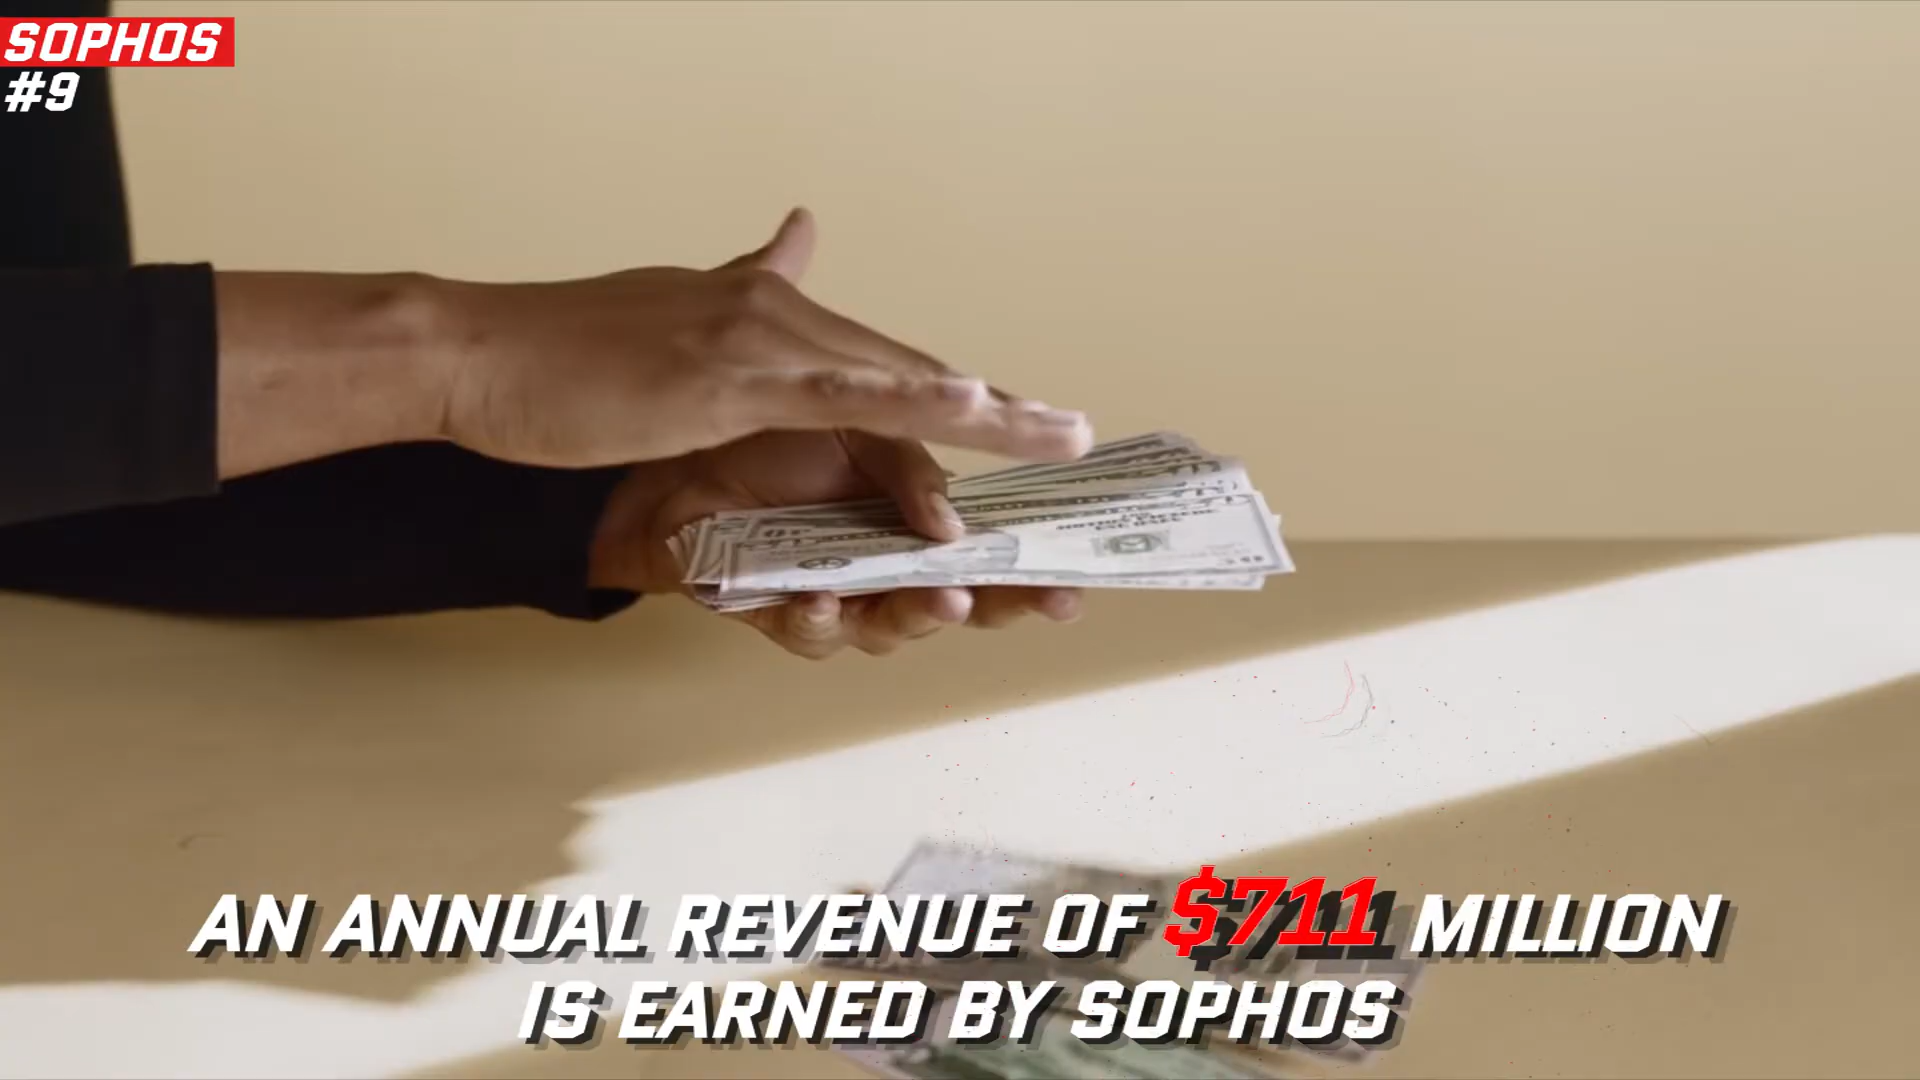 SOPHOS
#9
AN ANNUAL REVENUE OF $711 MILLION
IS EARNED BY SOPHOS